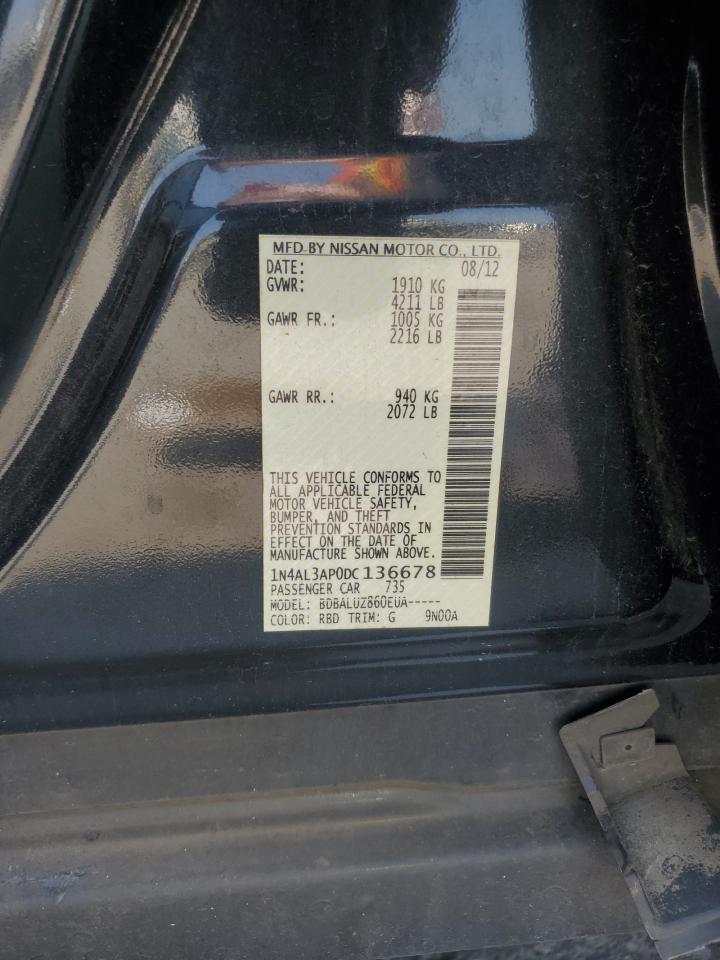 MFD BY NISSAN MOTOR CO., LTD.
DATE: 08/12
GVWR: 1910 KG
4211 LB
GAWR FR.: 1005 KG
2216 LB
GAWR RR.: 940 KG
2072 LB
THIS VEHICLE CONFORMS TO
ALL APPLICABLE FEDERAL
MOTOR VEHICLE SAFETY,
BUMPER, AND THEFT
PREVENTION STANDARDS IN
EFFECT ON THE DATE OF
MANUFACTURE SHOWN ABOVE.
1N4AL3AP0DC136678
PASSENGER CAR 735
MODEL: BDBALUZ860EUA-----
COLOR: RBD TRIM: G 9N00A